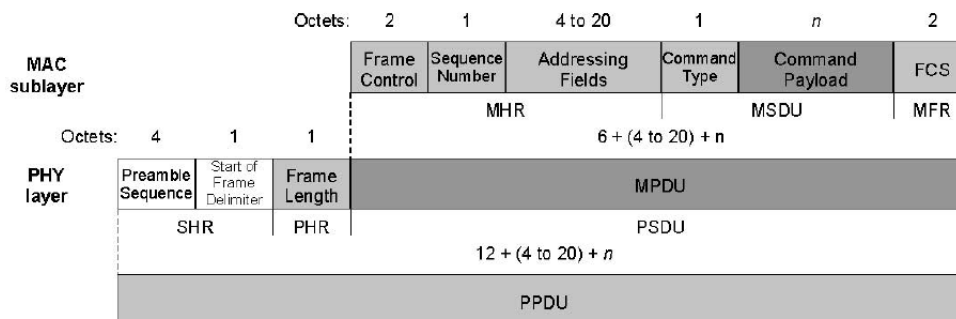 Octets: 2 1 4 to 20 1 n 2
MAC sublayer
Frame Control
Sequence Number
Addressing Fields
Command Type
Command Payload
FCS
MHR MSDU MFR
Octets: 4 1 1 6 + (4 to 20) + n
PHY layer
Preamble Sequence
Start of Frame Delimiter
Frame Length
MPDU
SHR PHR PSDU
12 + (4 to 20) + n
PPDU